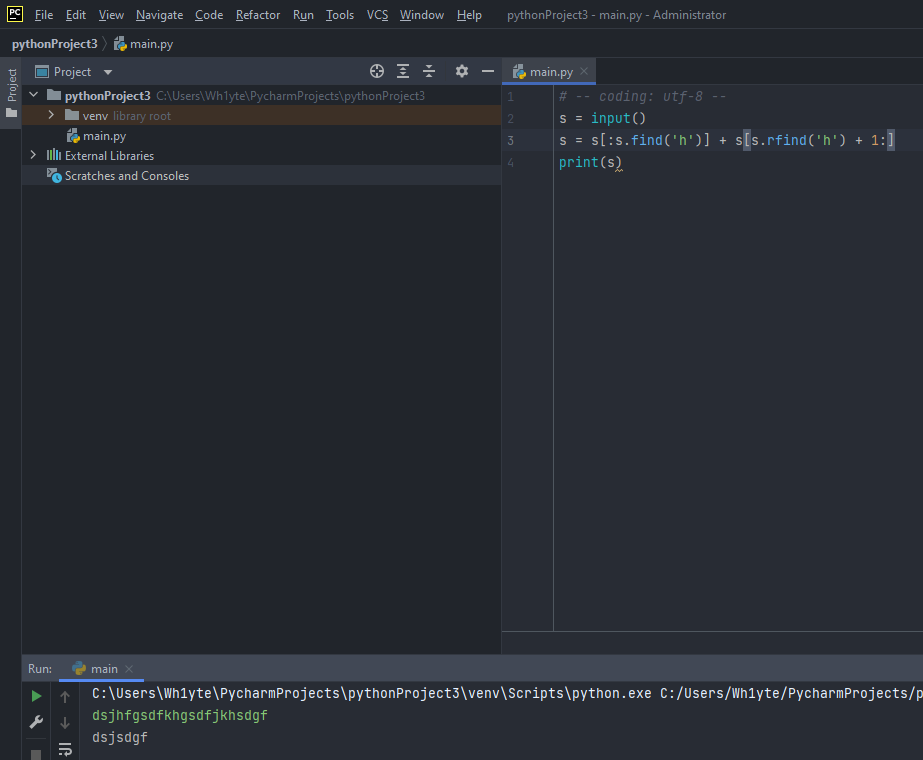 PC File Edit View Navigate Code Refactor Run Tools VCS Window Help pythonProject3 - main.py - Administrator
pythonProject3 main.py
Project
Project
main.py
pythonProject3 C:\Users\Wh1yte\PycharmProjects\pythonProject3
venv library root
main.py
External Libraries
Scratches and Consoles
1 # -- coding: utf-8 --
2 s = input()
3 s = s[:s.find('h')] + s[s.rfind('h') + 1:]
4 print(s)
Run: main
C:\Users\Wh1yte\PycharmProjects\pythonProject3\venv\Scripts\python.exe C:/Users/Wh1yte/PycharmProjects/p
dsjhfgsdfkhgsdfjkhsdgf
dsjsdgf